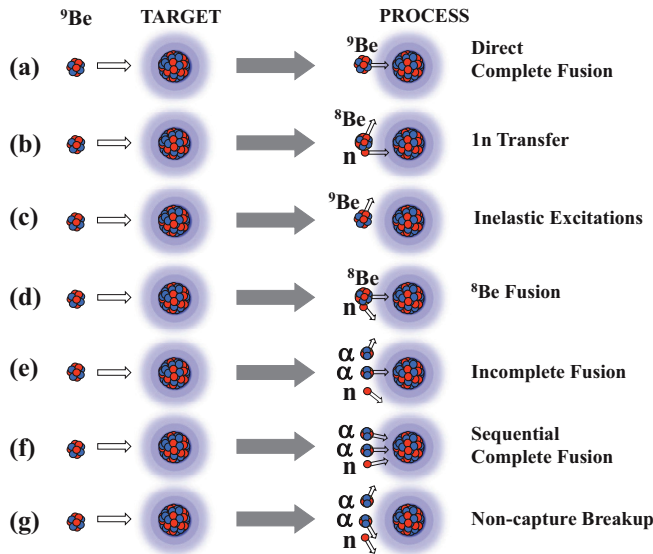 ⁹Be TARGET PROCESS
(a) ⁹Be Direct Complete Fusion
(b) ⁸Be n 1n Transfer
(c) ⁹Be Inelastic Excitations
(d) ⁸Be n ⁸Be Fusion
(e) α α n Incomplete Fusion
(f) α α n Sequential Complete Fusion
(g) α α n Non-capture Breakup